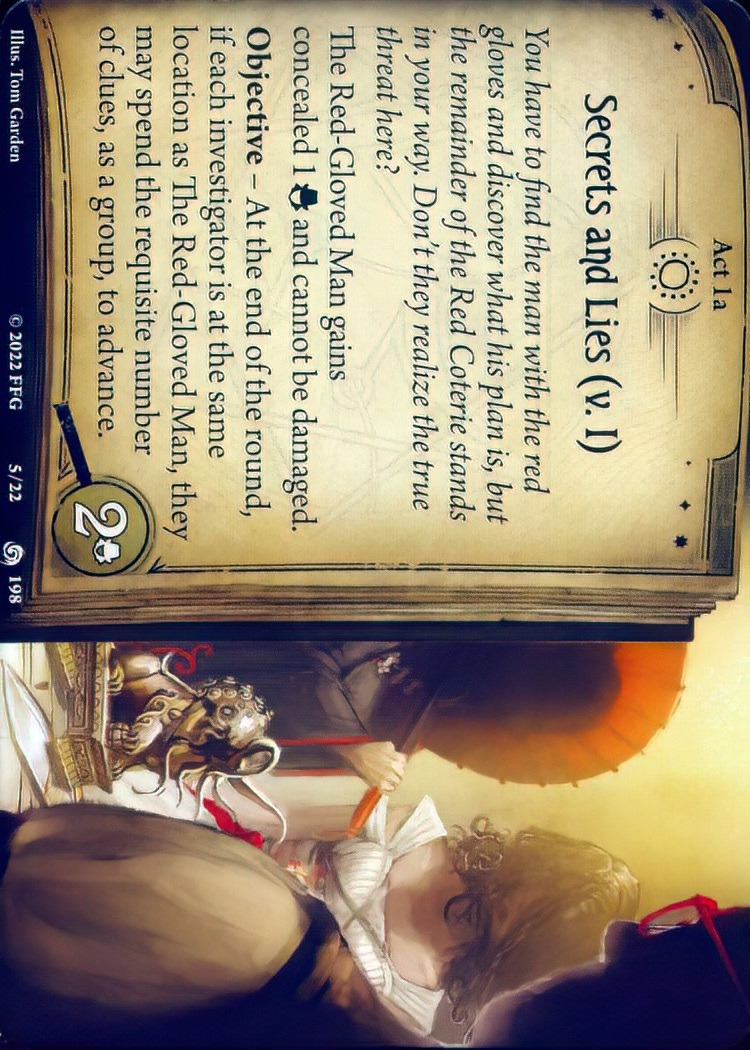 Act 1a
Secrets and Lies (v. I)
You have to find the man with the red
gloves and discover what his plan is, but
the remainder of the Red Coterie stands
in your way. Don't they realize the true
threat here?
The Red-Gloved Man gains
concealed 1 and cannot be damaged.
Objective – At the end of the round,
if each investigator is at the same
location as The Red-Gloved Man, they
may spend the requisite number
of clues, as a group, to advance.
2
Illus. Tom Garden
© 2022 FFG
5/22
198